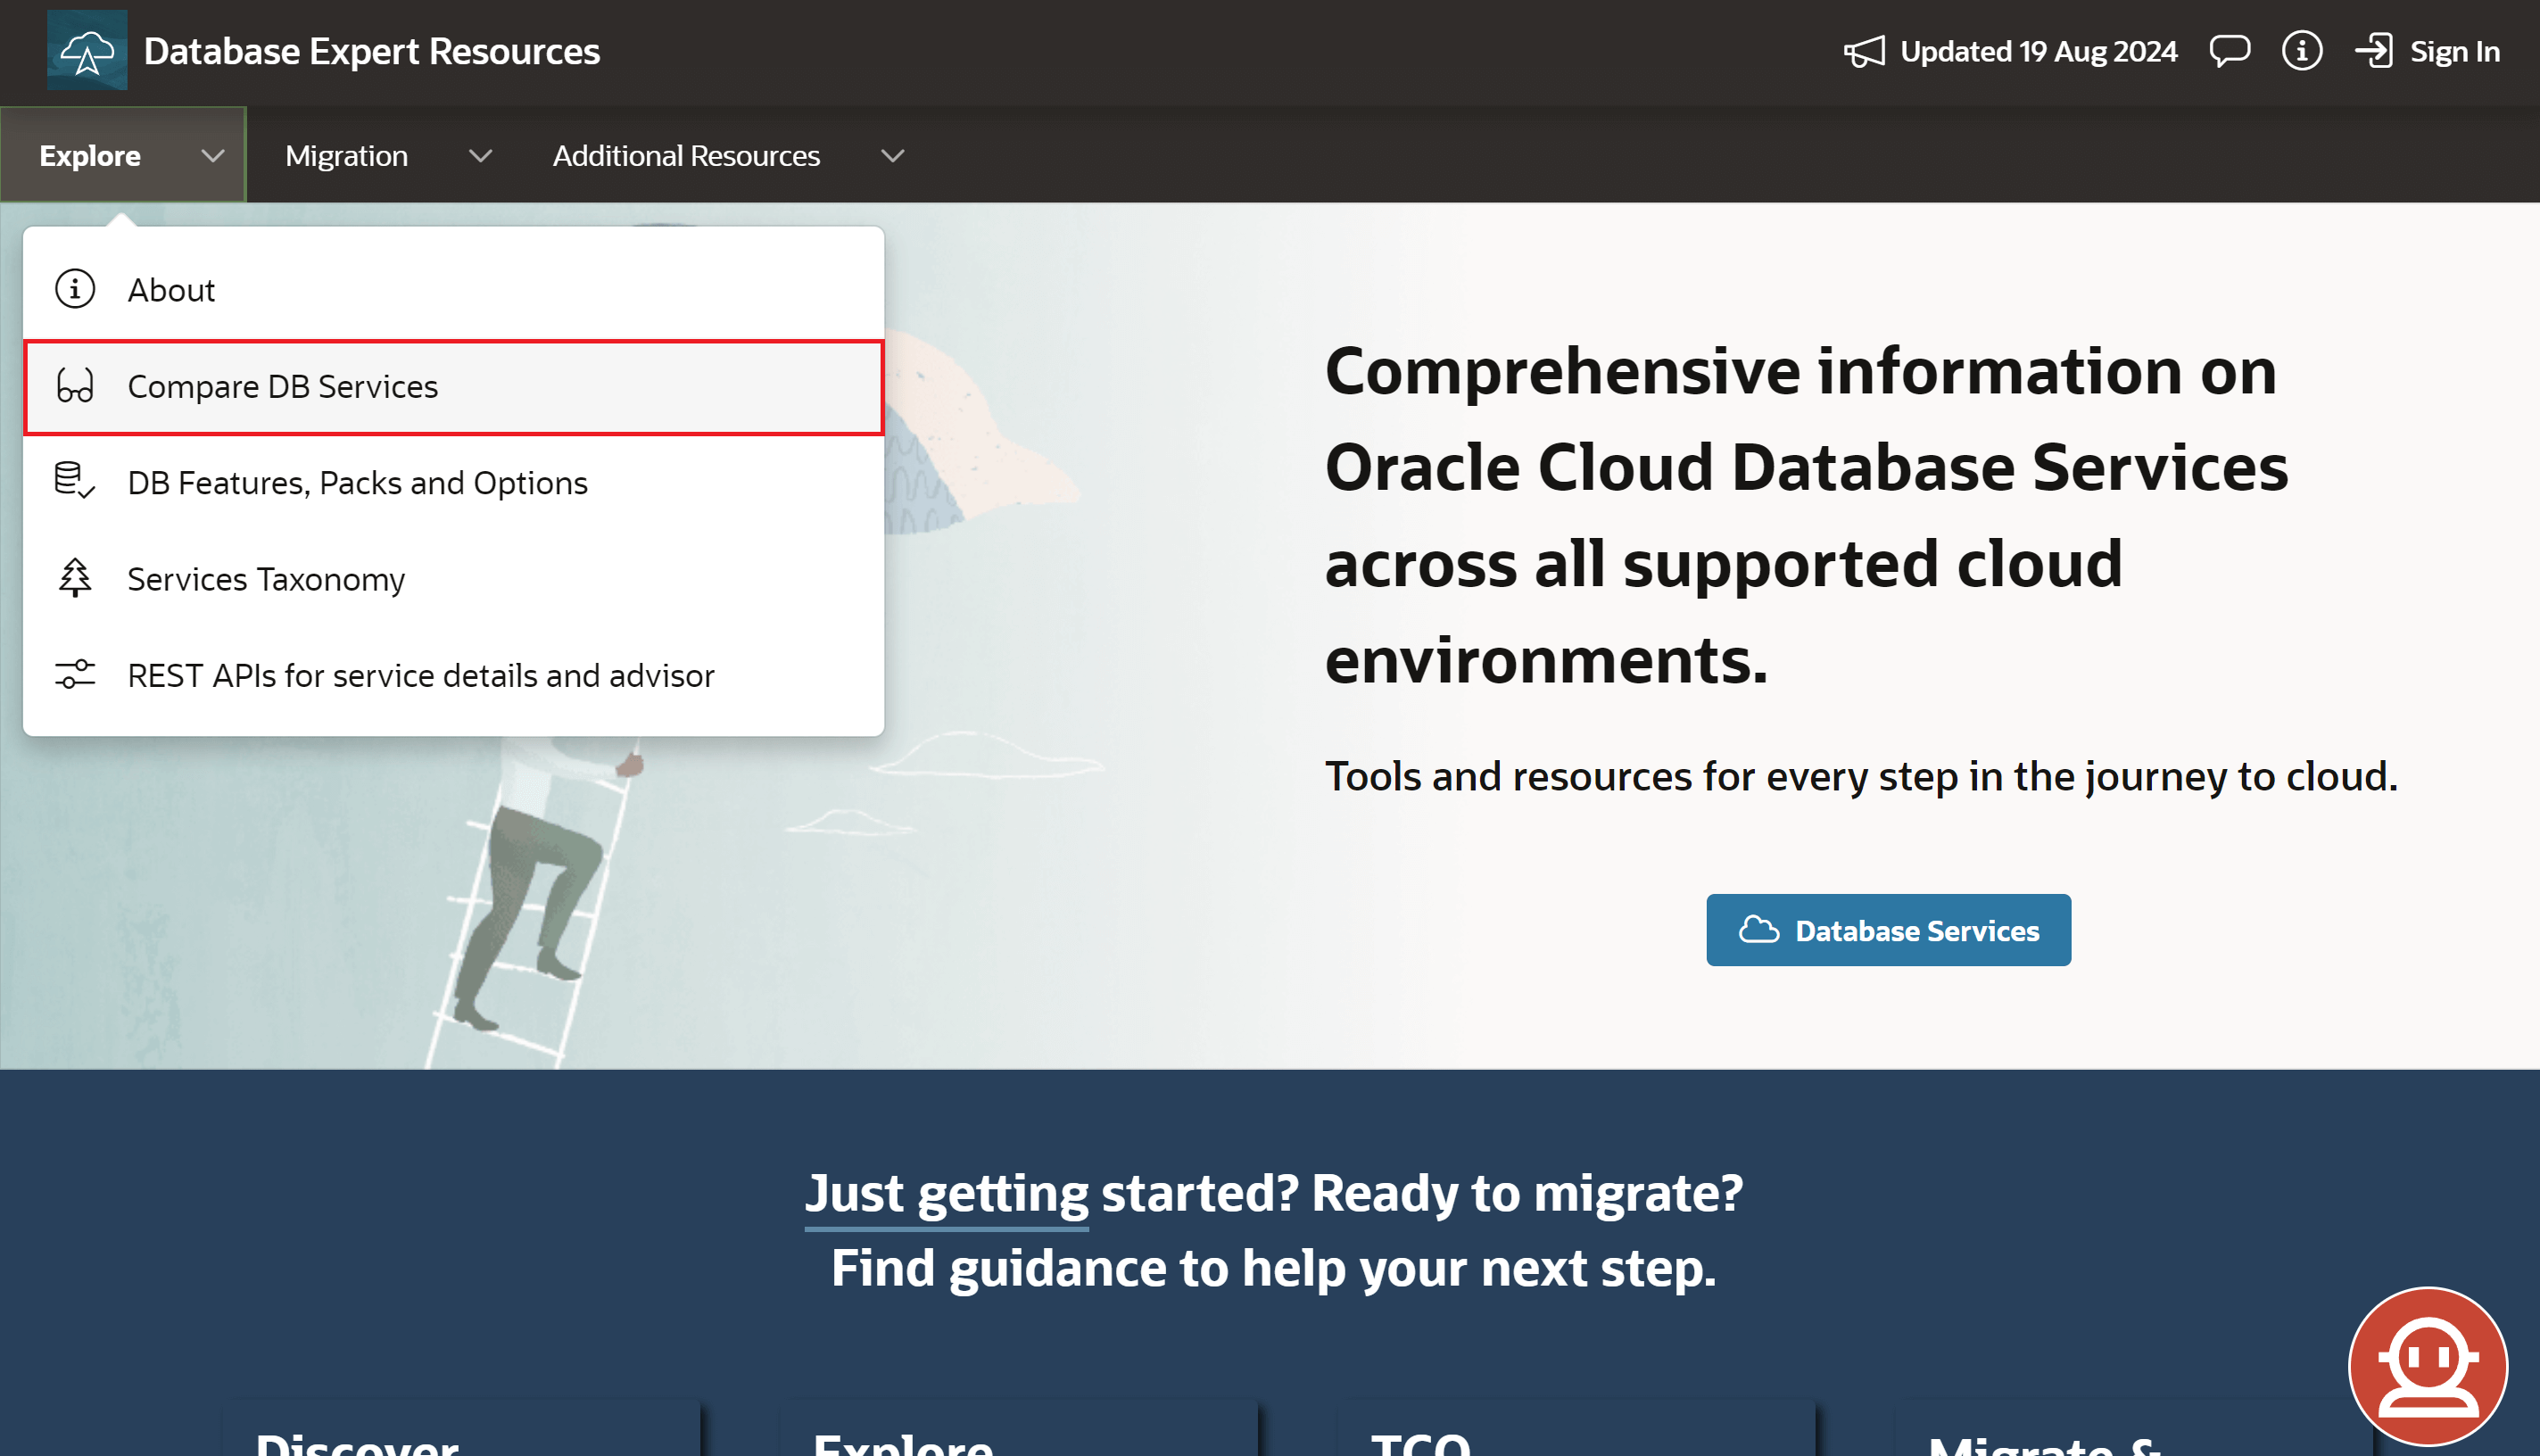 Database Expert Resources
Updated 19 Aug 2024
Sign In
Explore
Migration
Additional Resources
About
Compare DB Services
DB Features, Packs and Options
Services Taxonomy
REST APIs for service details and advisor
Comprehensive information on
Oracle Cloud Database Services
across all supported cloud
environments.
Tools and resources for every step in the journey to cloud.
Database Services
Just getting started? Ready to migrate?
Find guidance to help your next step.
Discover
Explore
TCO
Migrate &